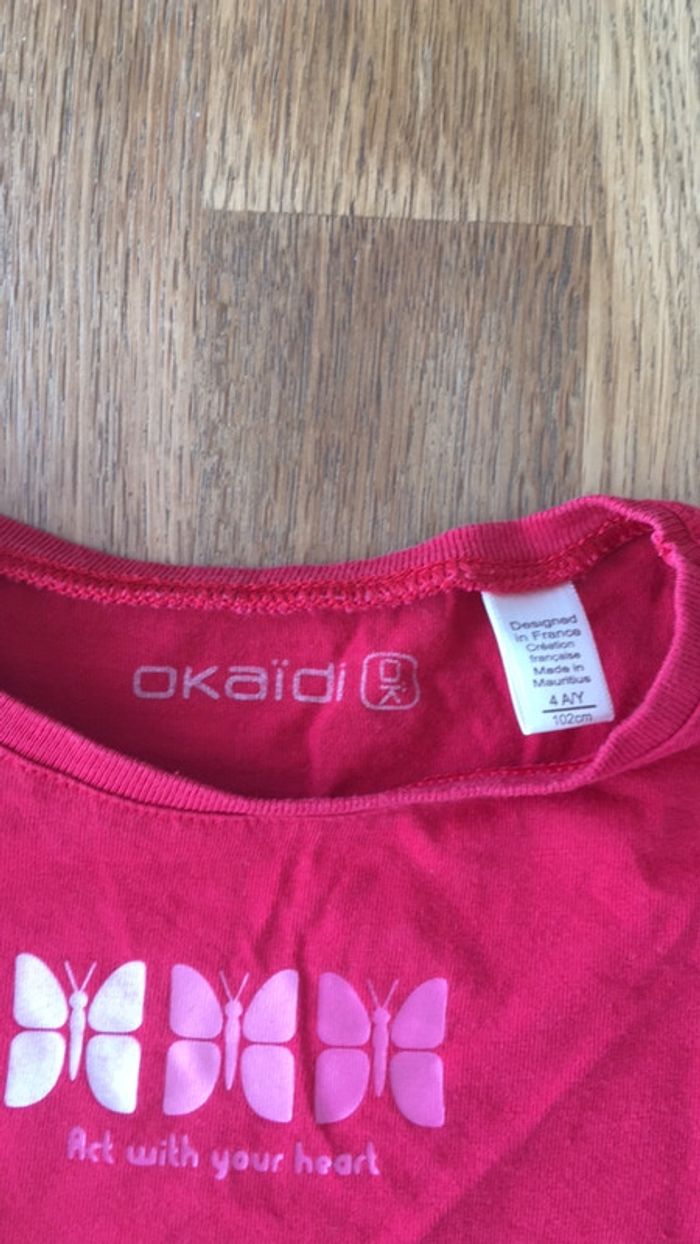 Designed
in France
Création
française
Made in
Mauritius
4 A/Y
102cm
OKaïdi OK
Act with your heart